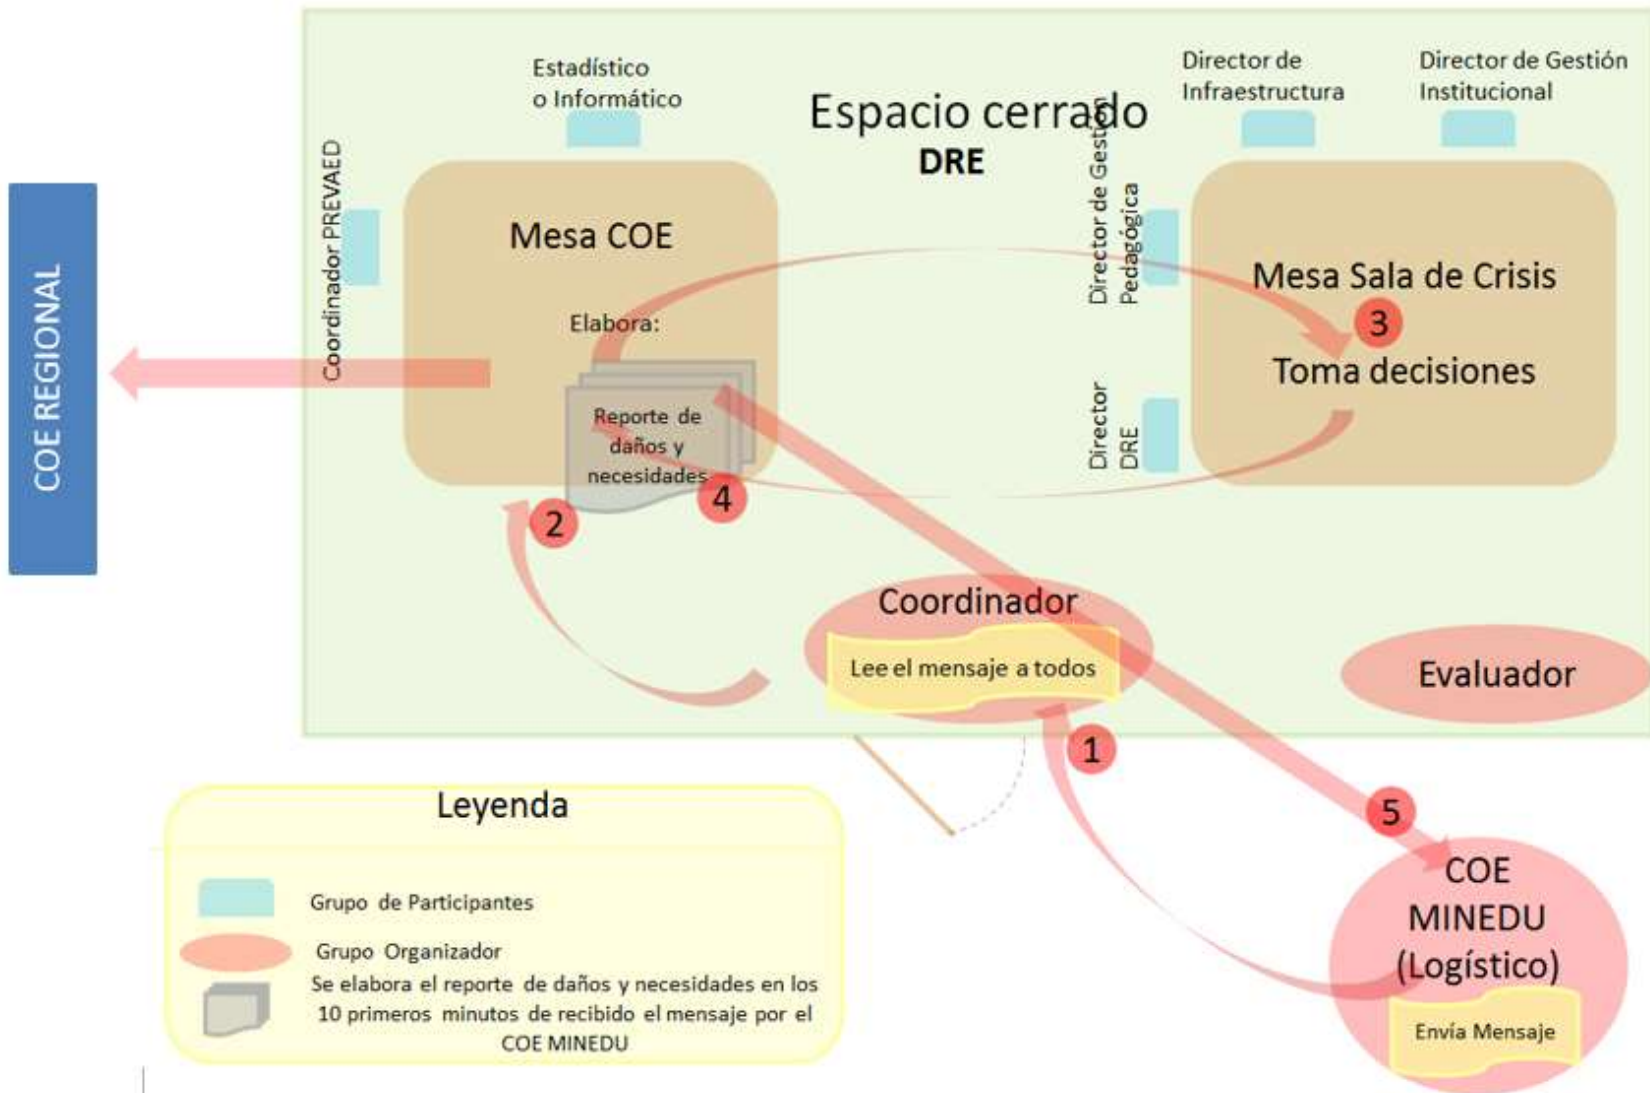 Estadístico
o Informático
Espacio cerrado
DRE
Director de
Infraestructura
Director de Gestión
Institucional
COE REGIONAL
Coordinador PREVAED
Mesa COE
Elabora:
Reporte de
daños y
necesidades
Director de Gestión
Pedagógica
Director
DRE
Mesa Sala de Crisis
3
Toma decisiones
4
2
Coordinador
Lee el mensaje a todos
Evaluador
1
5
COE
MINEDU
(Logístico)
Envía Mensaje
Leyenda
Grupo de Participantes
Grupo Organizador
Se elabora el reporte de daños y necesidades en los
10 primeros minutos de recibido el mensaje por el
COE MINEDU